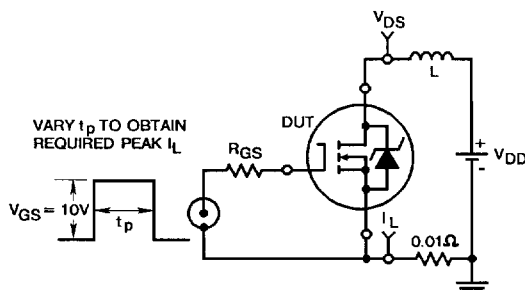 V_DS
L
VARY t_p TO OBTAIN
REQUIRED PEAK I_L
DUT
R_GS
+
V_DD
-
V_GS = 10V
t_p
I_L
0.01Ω